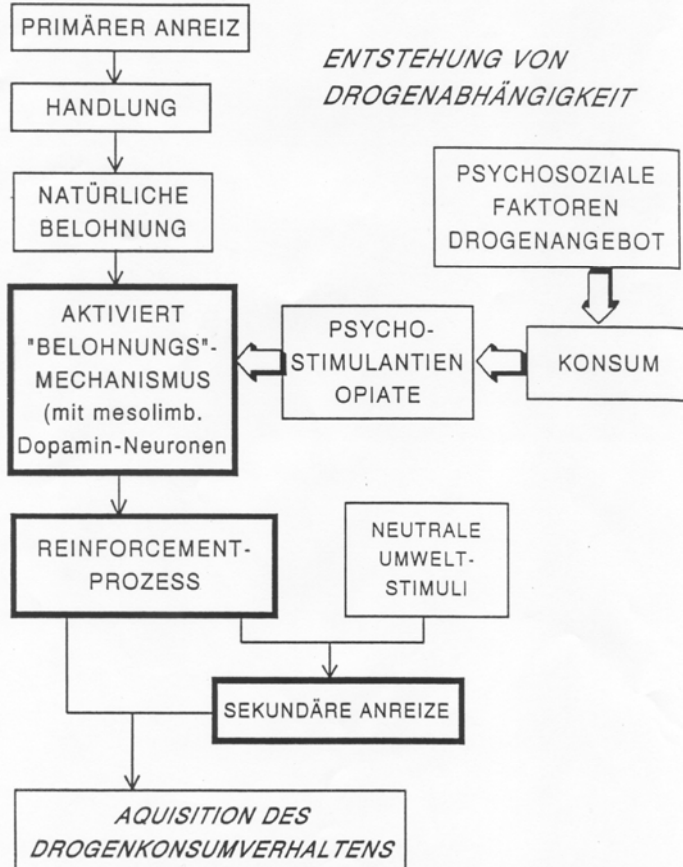 PRIMÄRER ANREIZ
ENTSTEHUNG VON
DROGENABHÄNGIGKEIT
HANDLUNG
NATÜRLICHE
BELOHNUNG
PSYCHOSOZIALE
FAKTOREN
DROGENANGEBOT
AKTIVIERT
"BELOHNUNGS"-
MECHANISMUS
(mit mesolimb.
Dopamin-Neuronen
PSYCHO-
STIMULANTIEN
OPIATE
KONSUM
REINFORCEMENT-
PROZESS
NEUTRALE
UMWELT-
STIMULI
SEKUNDÄRE ANREIZE
AQUISITION DES
DROGENKONSUMVERHALTENS